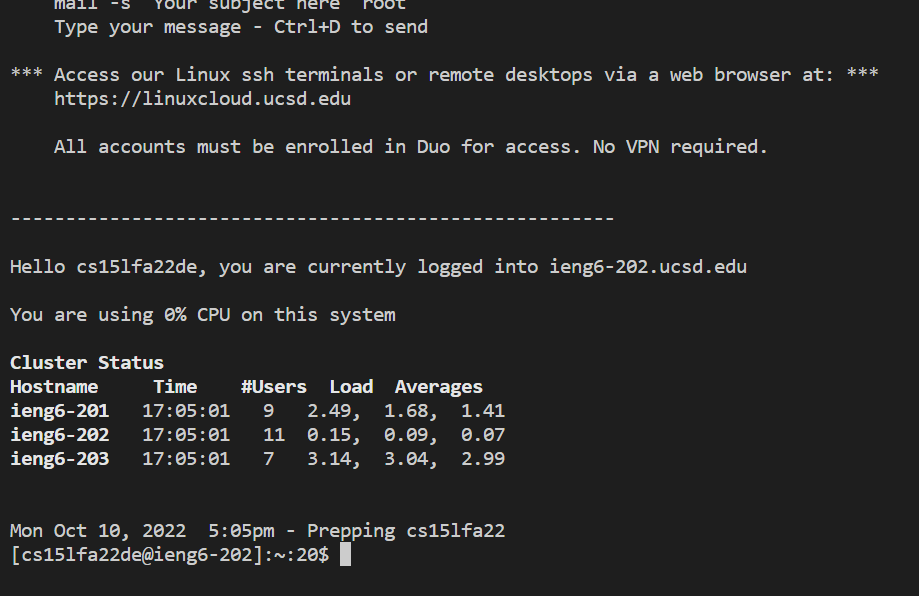 mail -s "Your subject here" root
Type your message - Ctrl+D to send
*** Access our Linux ssh terminals or remote desktops via a web browser at: ***
https://linuxcloud.ucsd.edu
All accounts must be enrolled in Duo for access. No VPN required.
-------------------------------------------------------
Hello cs15lfa22de, you are currently logged into ieng6-202.ucsd.edu
You are using 0% CPU on this system
Cluster Status
Hostname     Time    #Users  Load  Averages
ieng6-201   17:05:01   9   2.49,  1.68,  1.41
ieng6-202   17:05:01   11  0.15,  0.09,  0.07
ieng6-203   17:05:01   7   3.14,  3.04,  2.99
Mon Oct 10, 2022  5:05pm - Prepping cs15lfa22
[cs15lfa22de@ieng6-202]:~:20$